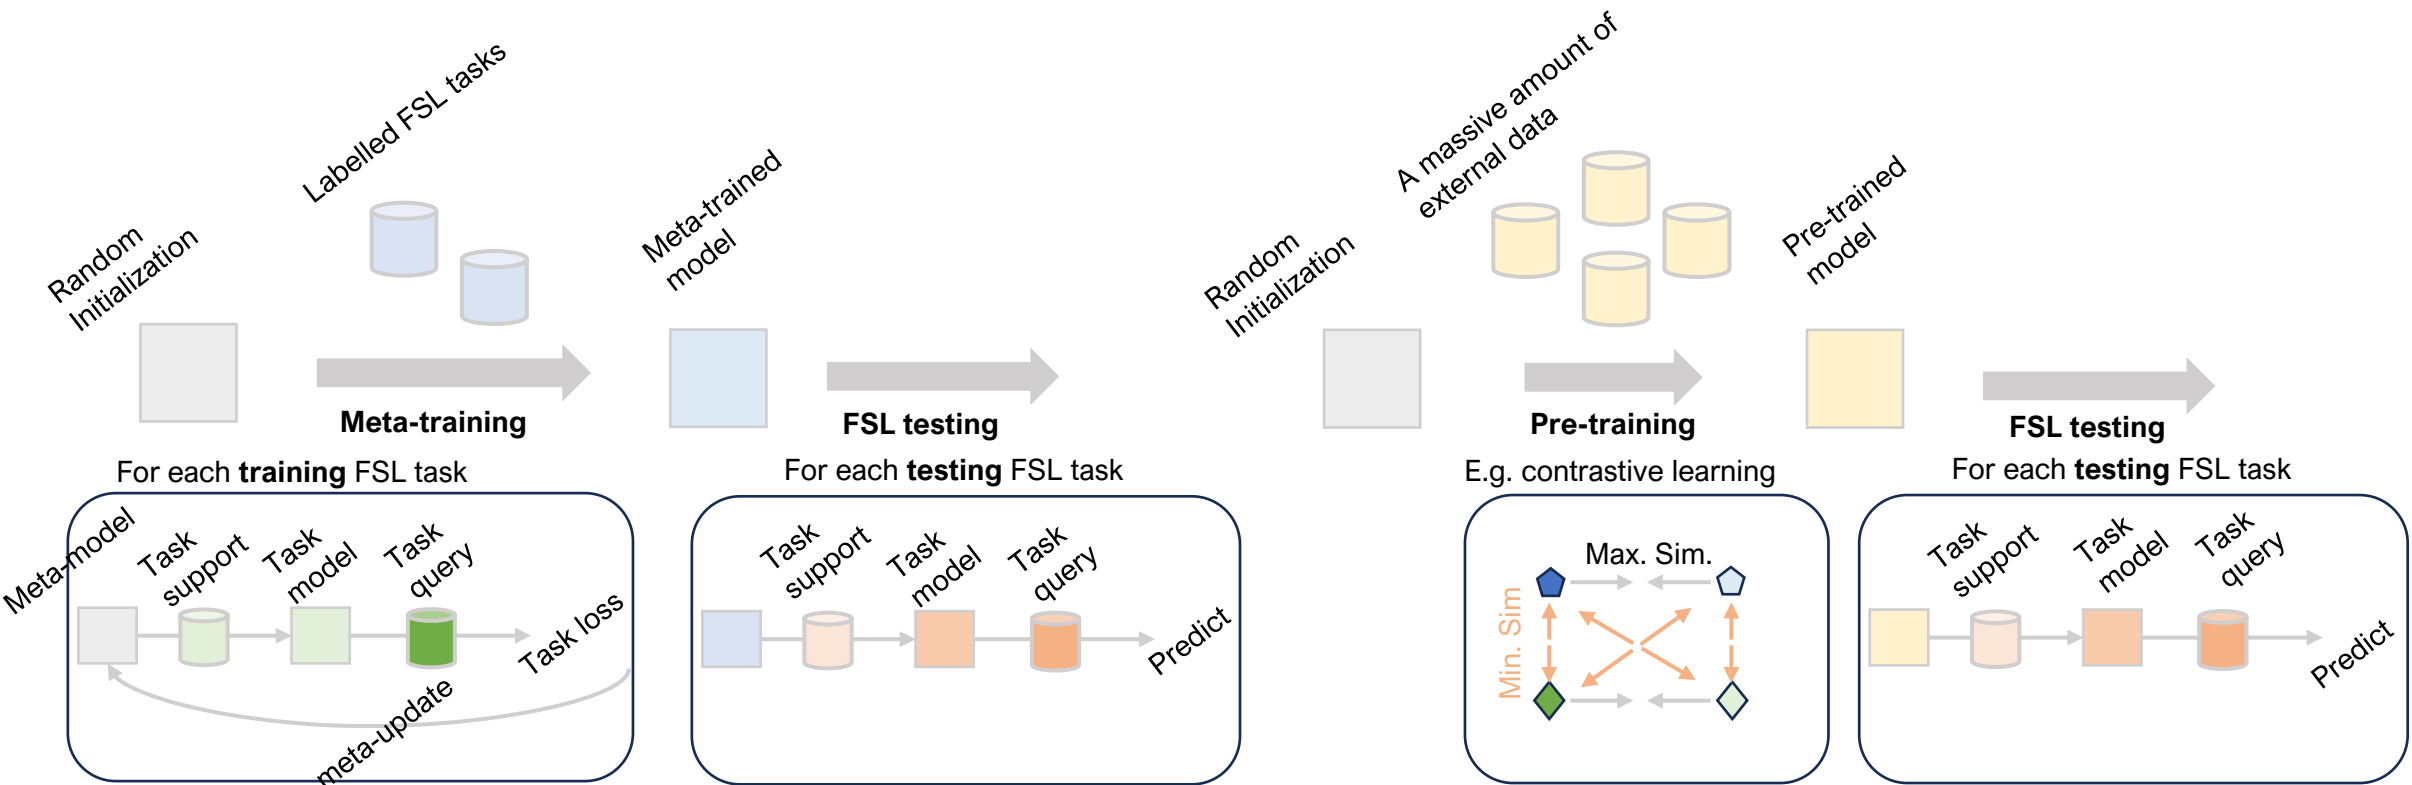 Random
Initialization
Labelled FSL tasks
Meta-trained
model
Meta-training
FSL testing
For each training FSL task
For each testing FSL task
Meta-model
Task
support
Task
model
Task
query
Task loss
meta-update
Task
support
Task
model
Task
query
Predict
Random
Initialization
A massive amount of
external data
Pre-trained
model
Pre-training
FSL testing
E.g. contrastive learning
For each testing FSL task
Max. Sim.
Min. Sim
Task
support
Task
model
Task
query
Predict